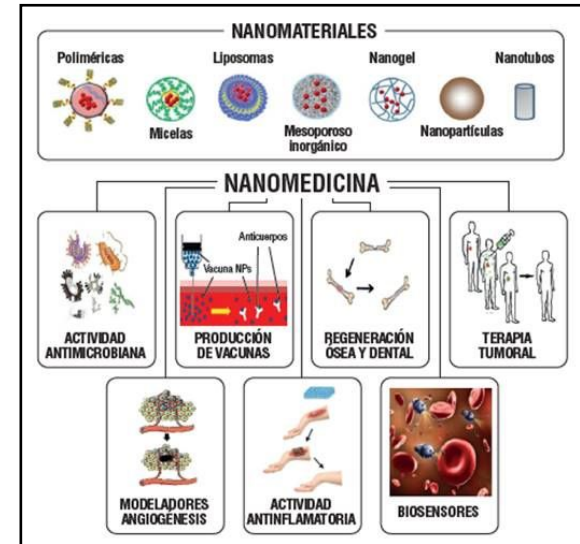 NANOMATERIALES
Poliméricas
Liposomas
Nanogel
Nanotubos
Micelas
Mesoporoso
inorgánico
Nanopartículas
NANOMEDICINA
ACTIVIDAD
ANTIMICROBIANA
Anticuerpos
Vacuna NPs
PRODUCCIÓN
DE VACUNAS
REGENERACIÓN
ÓSEA Y DENTAL
TERAPIA
TUMORAL
MODELADORES
ANGIOGÉNESIS
ACTIVIDAD
ANTINFLAMATORIA
BIOSENSORES